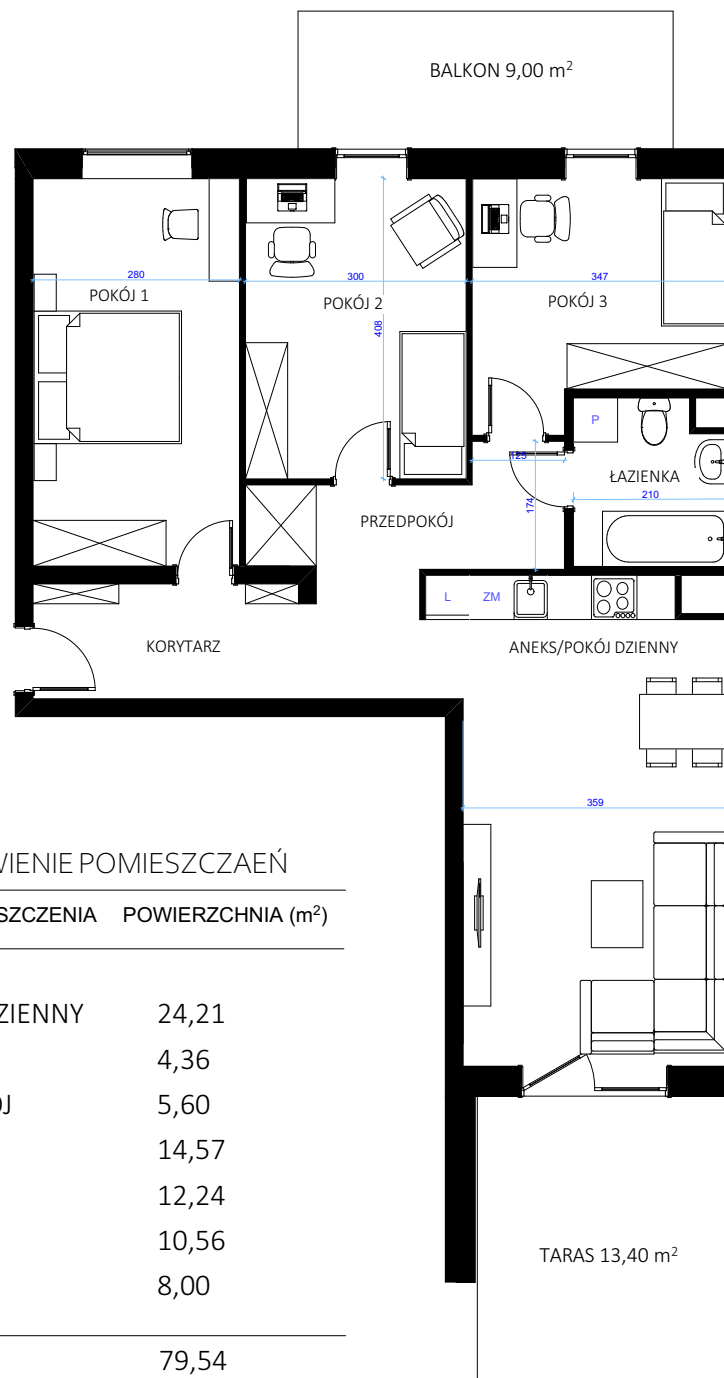 BALKON 9,00 m²
280
300
347
POKÓJ 1
POKÓJ 2
POKÓJ 3
408
P
125
ŁAZIENKA
210
174
PRZEDPOKÓJ
L
ZM
KORYTARZ
ANEKS/POKÓJ DZIENNY
359
WIENIE POMIESZCZAEŃ
SZCZENIA POWIERZCHNIA (m²)
ZIENNY 24,21
4,36
ÓJ 5,60
14,57
12,24
10,56
8,00
79,54
TARAS 13,40 m²